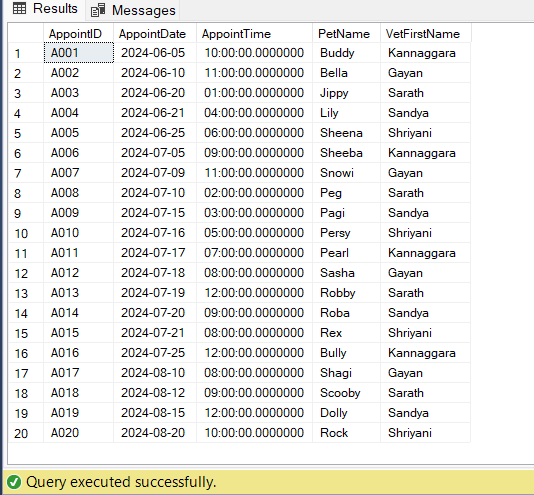 Results Messages
AppointID AppointDate AppointTime PetName VetFirstName
1 A001 2024-06-05 10:00:00.0000000 Buddy Kannaggara
2 A002 2024-06-10 11:00:00.0000000 Bella Gayan
3 A003 2024-06-20 01:00:00.0000000 Jippy Sarath
4 A004 2024-06-21 04:00:00.0000000 Lily Sandya
5 A005 2024-06-25 06:00:00.0000000 Sheena Shriyani
6 A006 2024-07-05 09:00:00.0000000 Sheeba Kannaggara
7 A007 2024-07-09 11:00:00.0000000 Snowi Gayan
8 A008 2024-07-10 02:00:00.0000000 Peg Sarath
9 A009 2024-07-15 03:00:00.0000000 Pagi Sandya
10 A010 2024-07-16 05:00:00.0000000 Persy Shriyani
11 A011 2024-07-17 07:00:00.0000000 Pearl Kannaggara
12 A012 2024-07-18 08:00:00.0000000 Sasha Gayan
13 A013 2024-07-19 12:00:00.0000000 Robby Sarath
14 A014 2024-07-20 09:00:00.0000000 Roba Sandya
15 A015 2024-07-21 08:00:00.0000000 Rex Shriyani
16 A016 2024-07-25 12:00:00.0000000 Bully Kannaggara
17 A017 2024-08-10 08:00:00.0000000 Shagi Gayan
18 A018 2024-08-12 09:00:00.0000000 Scooby Sarath
19 A019 2024-08-15 12:00:00.0000000 Dolly Sandya
20 A020 2024-08-20 10:00:00.0000000 Rock Shriyani
Query executed successfully.